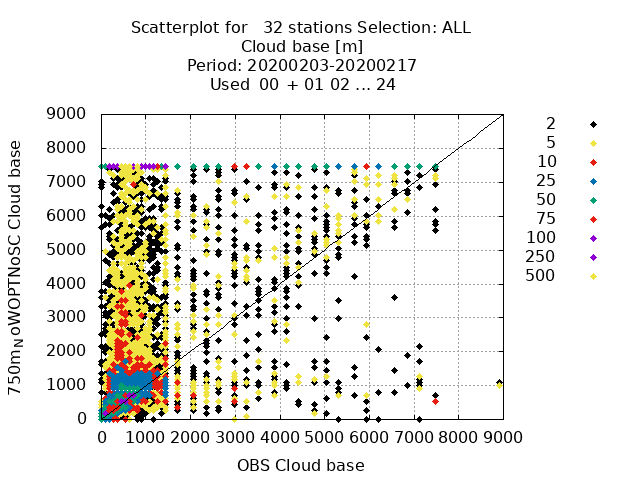 Scatterplot for 32 stations Selection: ALL
Cloud base [m]
Period: 20200203-20200217
Used 00 + 01 02 ... 24
750m_NoWOPTNoSC Cloud base
9000
8000
7000
6000
5000
4000
3000
2000
1000
0
0 1000 2000 3000 4000 5000 6000 7000 8000 9000
OBS Cloud base
2
5
10
25
50
75
100
250
500